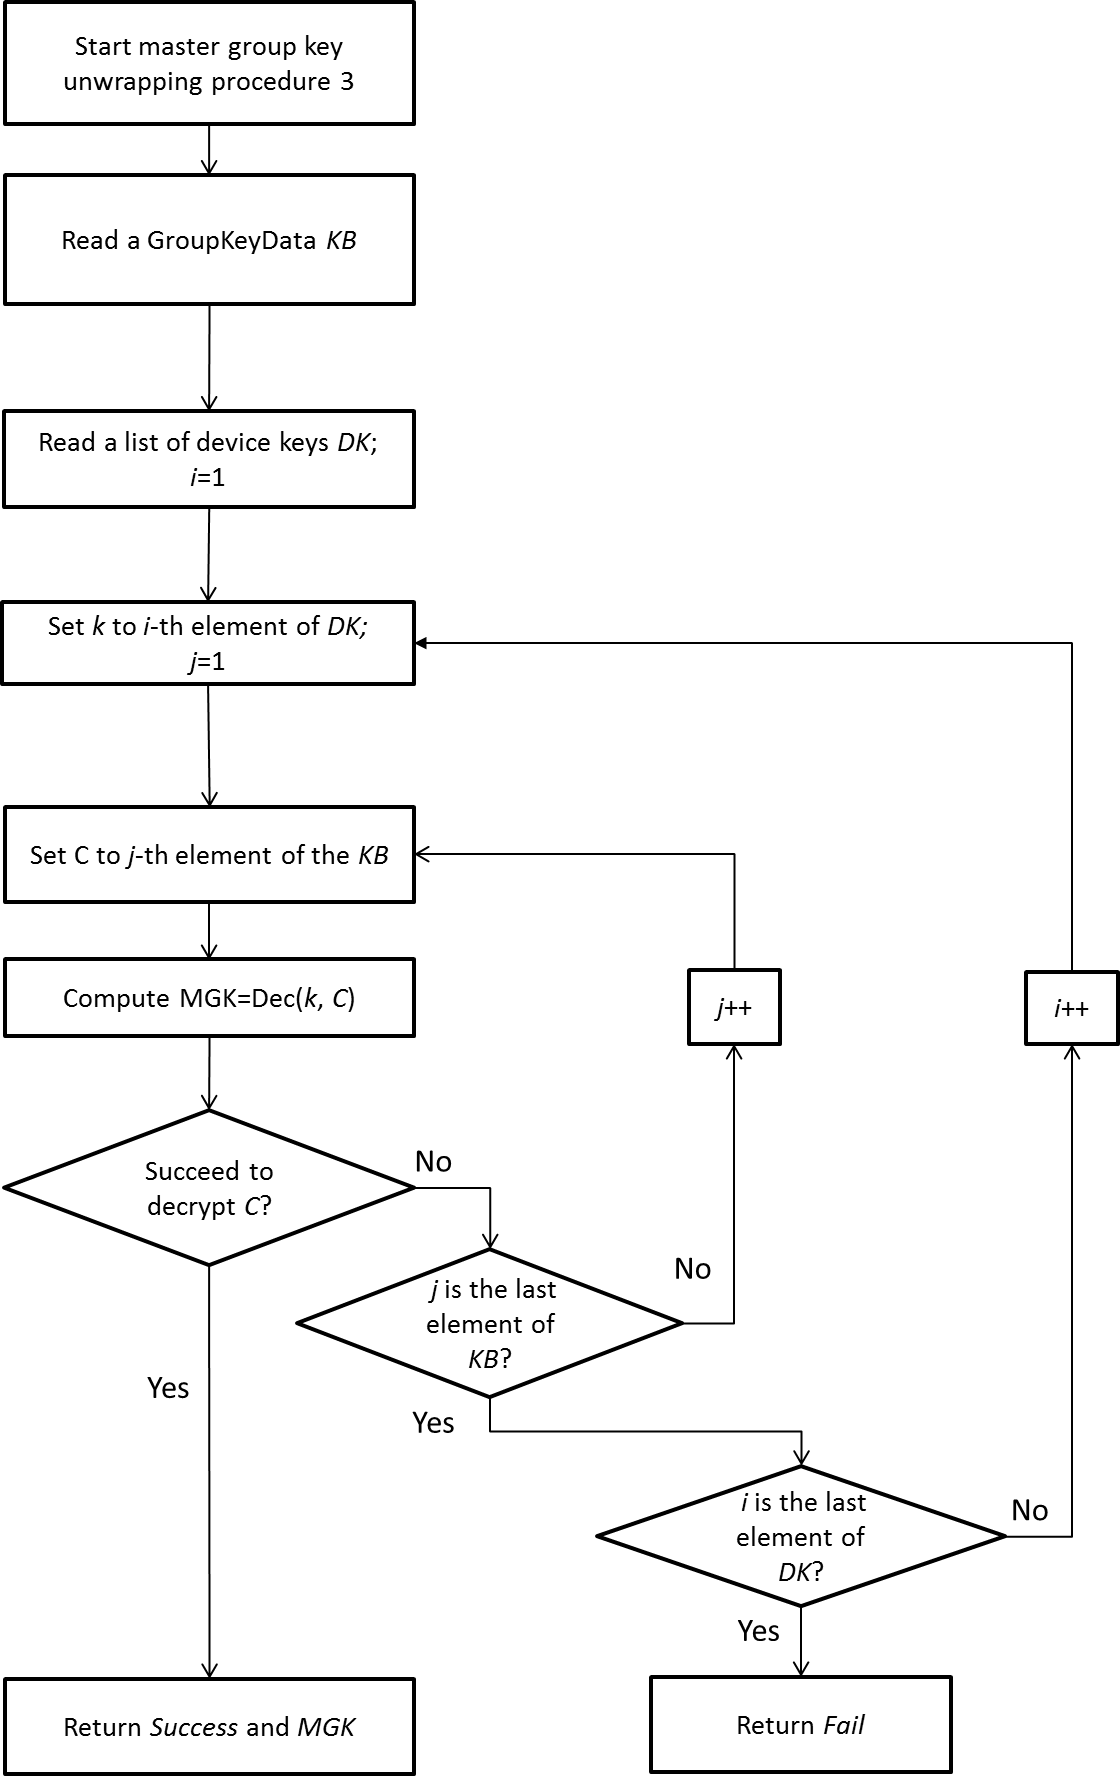 Start master group key
unwrapping procedure 3
Read a GroupKeyData KB
Read a list of device keys DK;
i=1
Set k to i-th element of DK;
j=1
Set C to j-th element of the KB
Compute MGK=Dec(k, C)
j++
i++
Succeed to
decrypt C?
No
j is the last
element of
KB?
No
Yes
Yes
i is the last
element of
DK?
No
Yes
Return Success and MGK
Return Fail